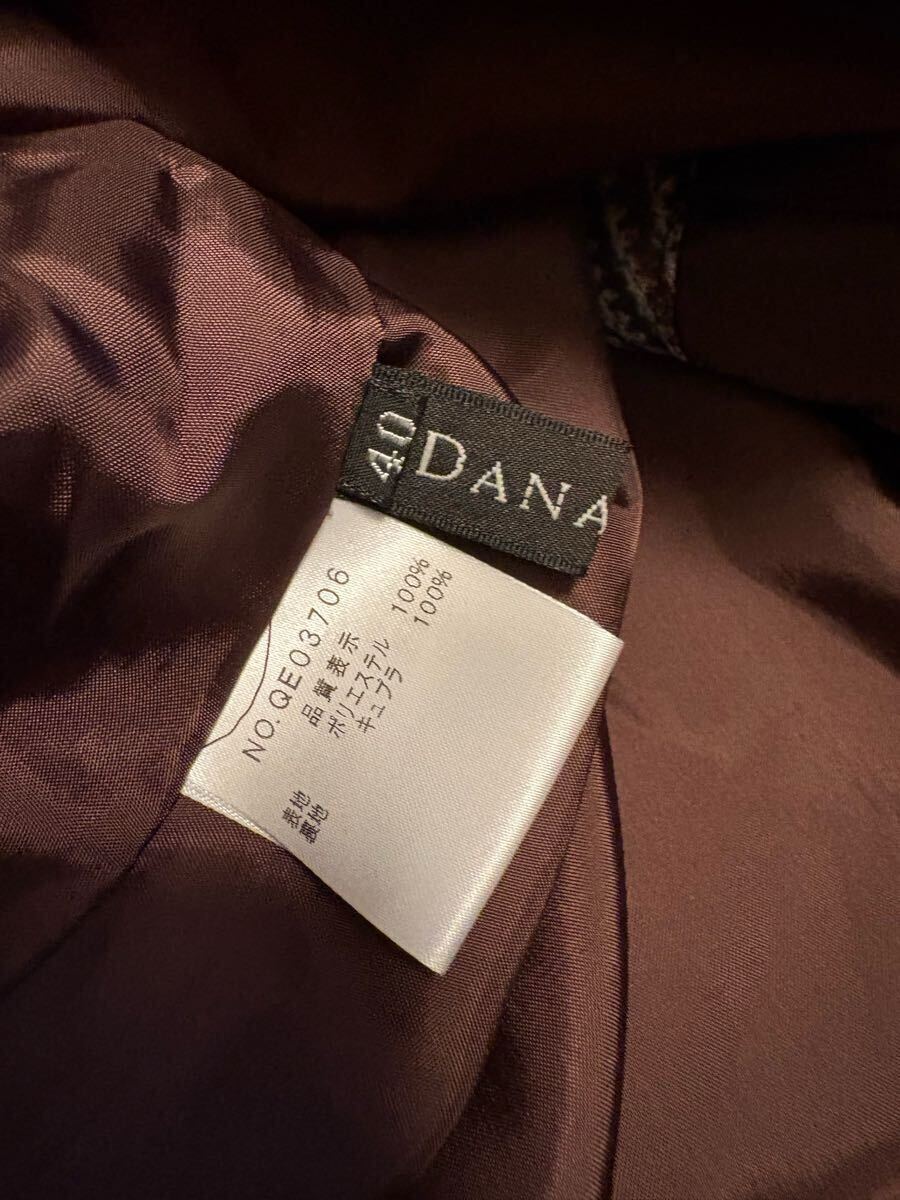 40
DANA
NO.QE03706
品質表示
表地 ポリエステル 100%
裏地 キュプラ 100%